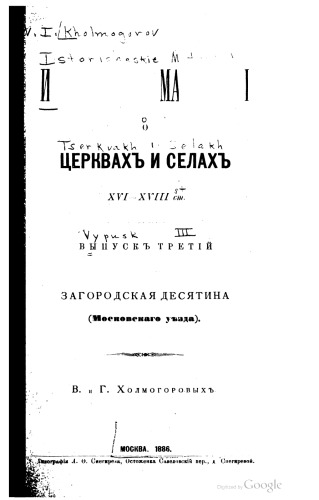 V. I. Kholmogorov
Istoricheskie
И МА І
О
Tserkvakh i Selakh
ЦЕРКВАХЪ И СЕЛАХЪ
XVI–XVIII ст.
Vypusk III
ВЫПУСКЪ ТРЕТІЙ
ЗАГОРОДСКАЯ ДЕСЯТИНА
(Московскаго уѣзда).
В. и Г. Холмогоровыхъ
МОСКВА. 1886.
Типографія Л. Ѳ. Снегирева, Остоженка Савеловскій пер., д. Снегиревой.
Digitized by Google